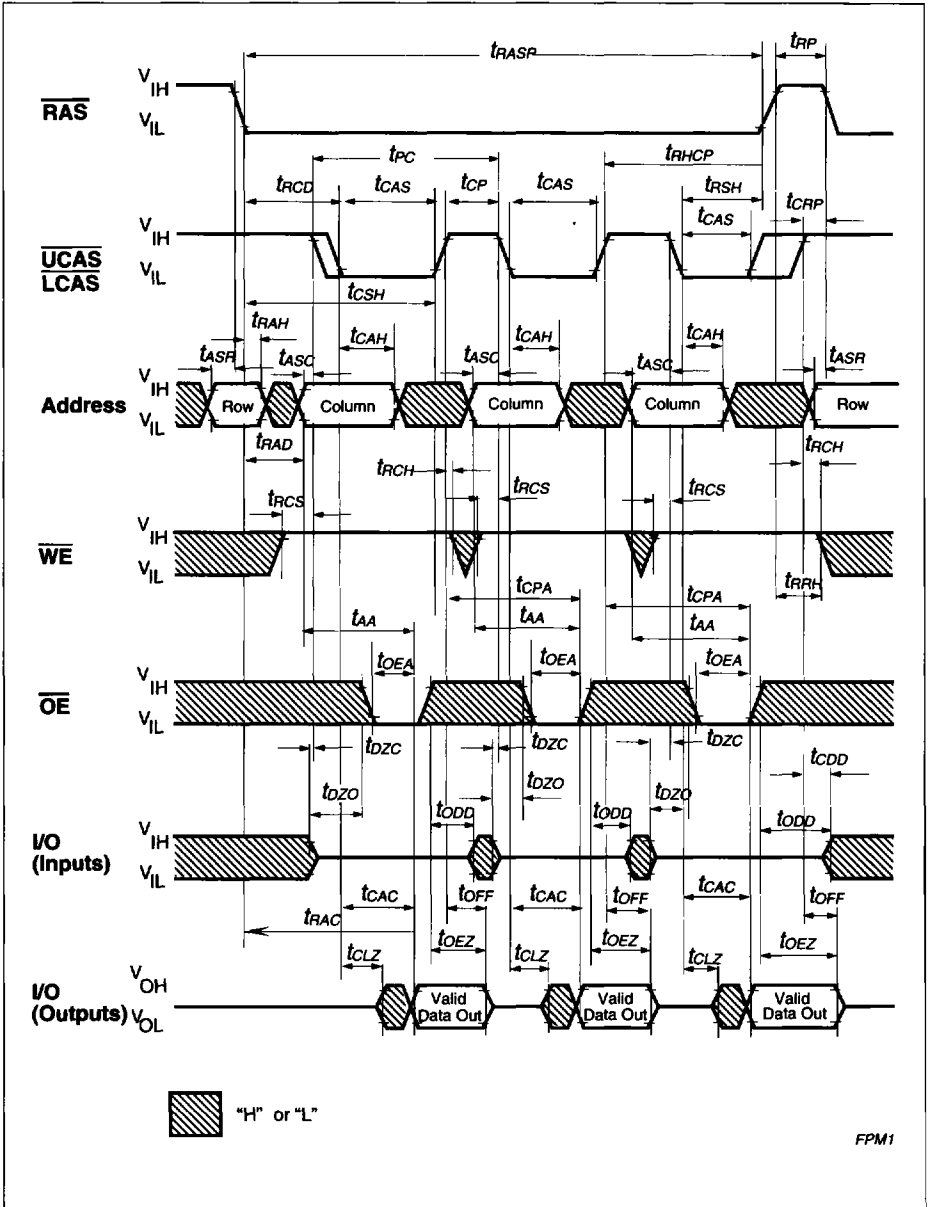 tRASP
tRP
RAS
VIH
VIL
tPC
tRHCP
tRCD
tCAS
tCP
tCAS
tRSH
tCAS
tCRP
UCAS
LCAS
VIH
VIL
tCSH
tRAH
tASR
tASC
tCAH
tASC
tCAH
tASC
tCAH
tASR
Address
VIH
VIL
Row
Column
Column
Column
Row
tRAD
tRCH
tRCH
tRCS
tRCS
tRCS
WE
VIH
VIL
tCPA
tCPA
tRRH
tAA
tAA
tAA
tOEA
tOEA
tOEA
OE
VIH
VIL
tDZC
tDZC
tDZC
tCDD
tDZO
tDZO
tDZO
tODD
tODD
tODD
I/O
(Inputs)
VIH
VIL
tCAC
tOFF
tCAC
tOFF
tCAC
tOFF
tRAC
tOEZ
tOEZ
tOEZ
tCLZ
tCLZ
tCLZ
I/O
(Outputs)
VOH
VOL
Valid
Data Out
Valid
Data Out
Valid
Data Out
"H" or "L"
FPM1